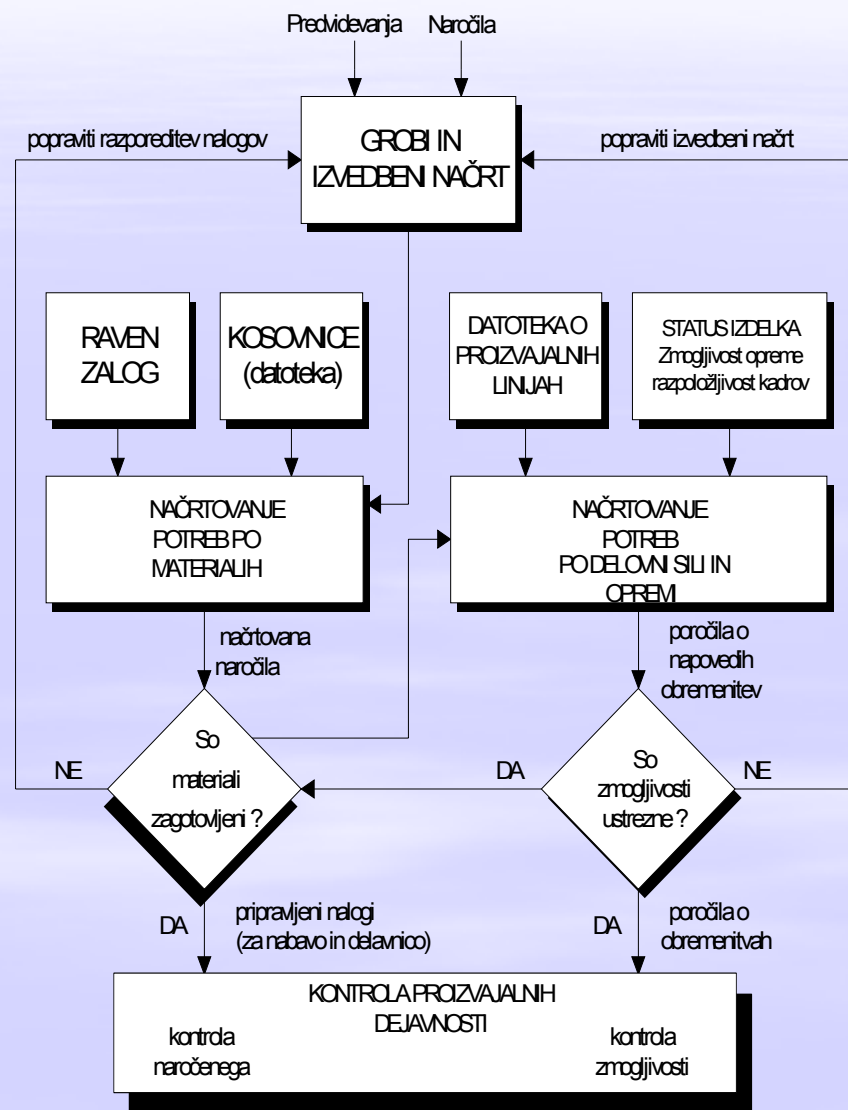 Predvidevanja
Naročila
popraviti razporeditev nalogov
GROBI IN
IZVEDBENI NAČRT
popraviti izvedbeni načrt
RAVEN
ZALOG
KOSOVNICE
(datoteka)
DATOTEKA O
PROIZVAJALNIH
LINIJAH
STATUS IZDELKA
Zmogljivost opreme
razpoložljivost kadrov
NAČRTOVANJE
POTREB PO
MATERIALIH
NAČRTOVANJE
POTREB
PO DELOVNI SILI IN
OPREMI
načrtovana
naročila
poročila o
napovedih
obremenitev
So
materiali
zagotovljeni ?
NE
DA
So
zmogljivosti
ustrezne ?
NE
DA
pripravljeni nalogi
(za nabavo in delavnico)
DA
poročila o
obremenitvah
KONTROLA PROIZVAJALNIH
DEJAVNOSTI
kontrola
naročenega
kontrola
zmogljivosti